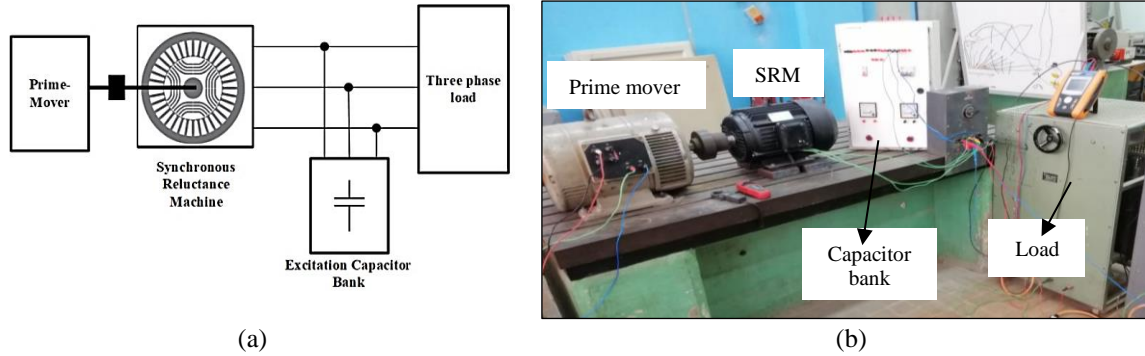 Prime-
Mover
Synchronous
Reluctance
Machine
Three phase
load
Excitation Capacitor
Bank
(a)
Prime mover
SRM
Capacitor
bank
Load
(b)